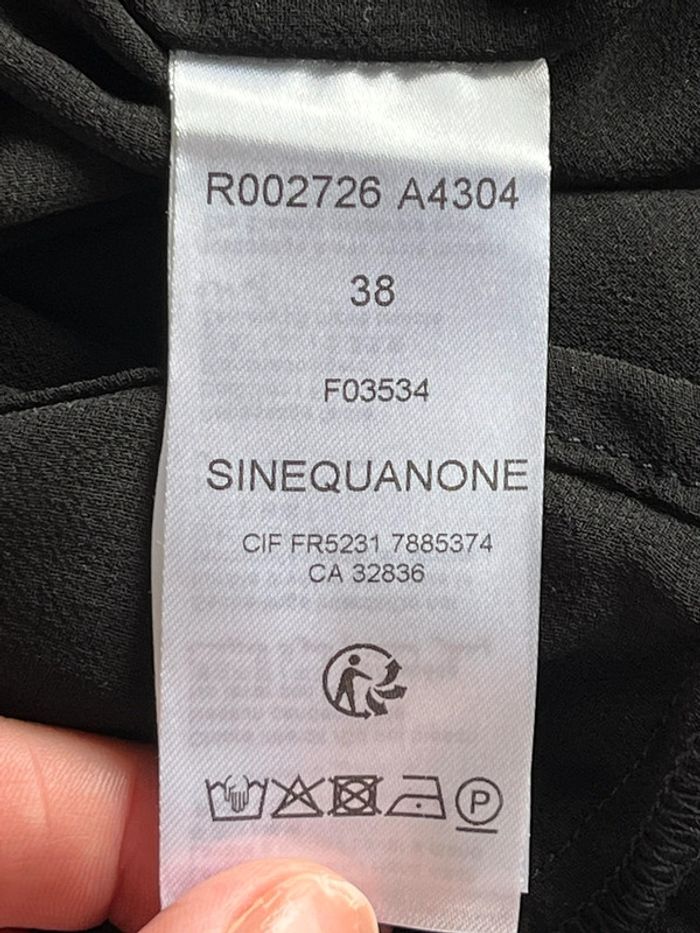 R002726 A4304
38
F03534
SINEQUANONE
CIF FR5231 7885374
CA 32836
P